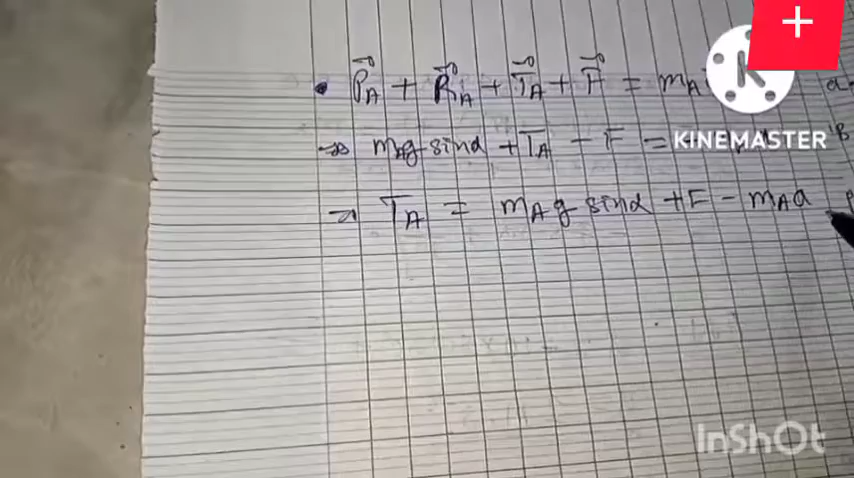 • P⃗A + R⃗A + T⃗A + F⃗ = mA
⇒ mAg sinα + TA - F =
→ TA = mAg sinα + F - mAa
KINEMASTER
InShOt